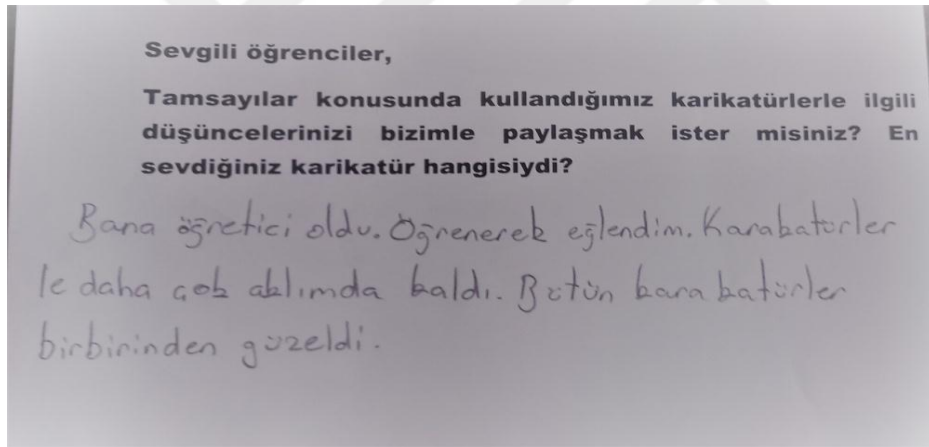 Sevgili öğrenciler,
Tamsayılar konusunda kullandığımız karikatürlerle ilgili
düşüncelerinizi bizimle paylaşmak ister misiniz? En
sevdiğiniz karikatür hangisiydi?
Bana öğretici oldu. Öğrenerek eğlendim. Karakatürler
le daha çok aklımda kaldı. Bütün karakatürler
birbirinden güzeldi.